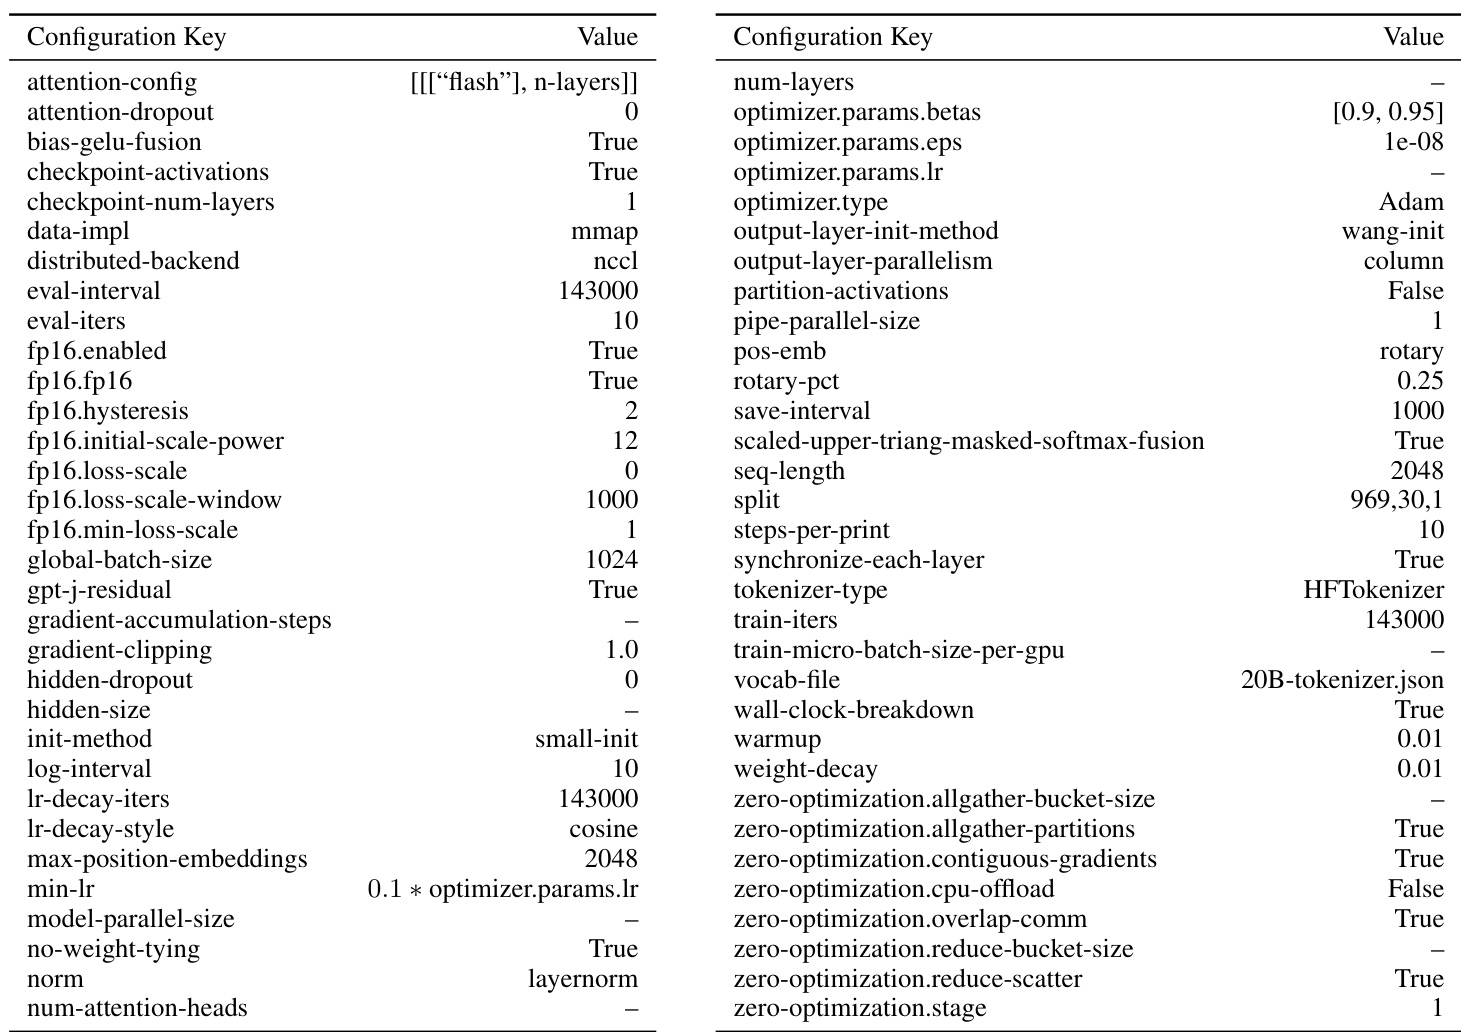 Configuration Key Value
attention-config [[[“flash”], n-layers]]
attention-dropout 0
bias-gelu-fusion True
checkpoint-activations True
checkpoint-num-layers 1
data-impl mmap
distributed-backend nccl
eval-interval 143000
eval-iters 10
fp16.enabled True
fp16.fp16 True
fp16.hysteresis 2
fp16.initial-scale-power 12
fp16.loss-scale 0
fp16.loss-scale-window 1000
fp16.min-loss-scale 1
global-batch-size 1024
gpt-j-residual True
gradient-accumulation-steps –
gradient-clipping 1.0
hidden-dropout 0
hidden-size –
init-method small-init
log-interval 10
lr-decay-iters 143000
lr-decay-style cosine
max-position-embeddings 2048
min-lr 0.1 ∗ optimizer.params.lr
model-parallel-size –
no-weight-tying True
norm layernorm
num-attention-heads –
Configuration Key Value
num-layers –
optimizer.params.betas [0.9, 0.95]
optimizer.params.eps 1e-08
optimizer.params.lr –
optimizer.type Adam
output-layer-init-method wang-init
output-layer-parallelism column
partition-activations False
pipe-parallel-size 1
pos-emb rotary
rotary-pct 0.25
save-interval 1000
scaled-upper-triang-masked-softmax-fusion True
seq-length 2048
split 969,30,1
steps-per-print 10
synchronize-each-layer True
tokenizer-type HFTokenizer
train-iters 143000
train-micro-batch-size-per-gpu –
vocab-file 20B-tokenizer.json
wall-clock-breakdown True
warmup 0.01
weight-decay 0.01
zero-optimization.allgather-bucket-size –
zero-optimization.allgather-partitions True
zero-optimization.contiguous-gradients True
zero-optimization.cpu-offload False
zero-optimization.overlap-comm True
zero-optimization.reduce-bucket-size –
zero-optimization.reduce-scatter True
zero-optimization.stage 1